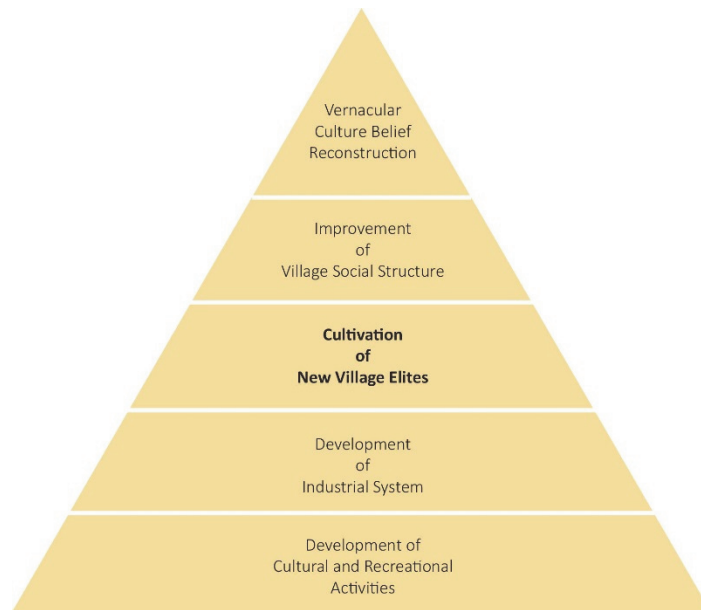 Vernacular
Culture Belief
Reconstruction
Improvement
of
Village Social Structure
Cultivation
of
New Village Elites
Development
of
Industrial System
Development of
Cultural and Recreational
Activities